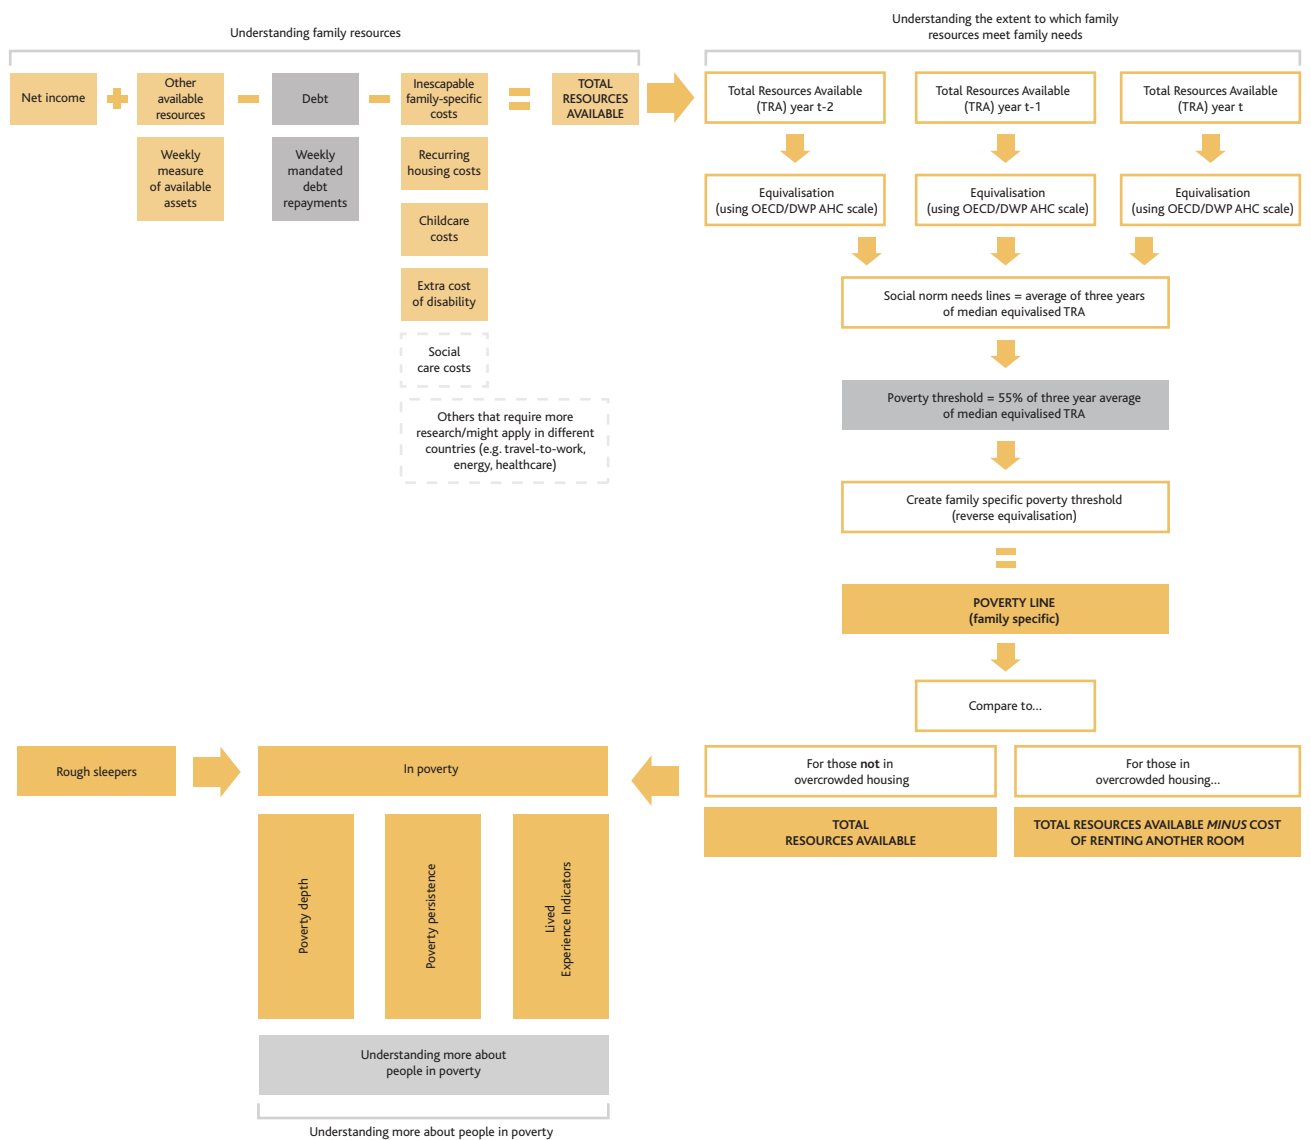 Understanding family resources
Understanding the extent to which family
resources meet family needs
Net income
Other
available
resources
Debt
Inescapable
family-specific
costs
TOTAL
RESOURCES
AVAILABLE
Weekly
measure
of available
assets
Weekly
mandated
debt
repayments
Recurring
housing costs
Childcare
costs
Extra cost
of disability
Social
care costs
Others that require more
research/might apply in different
countries (e.g. travel-to-work,
energy, healthcare)
Total Resources Available
(TRA) year t-2
Total Resources Available
(TRA) year t-1
Total Resources Available
(TRA) year t
Equivalisation
(using OECD/DWP AHC scale)
Equivalisation
(using OECD/DWP AHC scale)
Equivalisation
(using OECD/DWP AHC scale)
Social norm needs lines = average of three years
of median equivalised TRA
Poverty threshold = 55% of three year average
of median equivalised TRA
Create family specific poverty threshold
(reverse equivalisation)
POVERTY LINE
(family specific)
Compare to...
For those not in
overcrowded housing
For those in
overcrowded housing...
TOTAL
RESOURCES AVAILABLE
TOTAL RESOURCES AVAILABLE MINUS COST
OF RENTING ANOTHER ROOM
Rough sleepers
In poverty
Poverty depth
Poverty persistence
Lived
Experience Indicators
Understanding more about
people in poverty
Understanding more about people in poverty